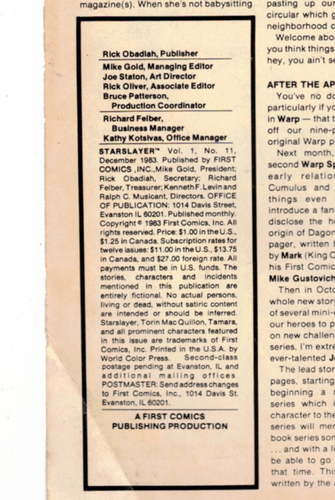 magazine(s). When she's not babysitting
Rick Obadiah, Publisher
Mike Gold, Managing Editor
Joe Staton, Art Director
Rick Oliver, Associate Editor
Bruce Patterson,
Production Coordinator
Richard Felber,
Business Manager
Kathy Kotsivas, Office Manager
STARSLAYER™ Vol. 1, No. 11,
December 1983. Published by FIRST
COMICS, INC., Mike Gold, President;
Rick Obadiah, Secretary; Richard
Felber, Treasurer; Kenneth F. Levin and
Ralph C. Musicant, Directors. OFFICE
OF PUBLICATION: 1014 Davis Street,
Evanston IL 60201. Published monthly.
Copyright © 1983 First Comics, Inc. All
rights reserved. Price: $1.00 in the U.S.,
$1.25 in Canada. Subscription rates for
twelve issues: $11.00 in the U.S., $13.75
in Canada, and $27.00 foreign rate. All
payments must be in U.S. funds. The
stories, characters and incidents
mentioned in this publication are
entirely fictional. No actual persons,
living or dead, without satiric content
are intended or should be inferred.
Starslayer, Torin Mac Quillon, Tamara,
and all prominent characters featured
in this issue are trademarks of First
Comics, Inc. Printed in the U.S.A. by
World Color Press. Second-class
postage pending at Evanston, IL and
additional mailing offices.
POSTMASTER: Send address changes
to First Comics, Inc., 1014 Davis St.
Evanston, IL 60201.
A FIRST COMICS
PUBLISHING PRODUCTION
pasting up our
circular which g
neighborhood c
Welcome abo
you think things
hey, you ain't se
AFTER THE AP
You've no do
particularly if yo
in Warp — that t
off our nine-p
original Warp p
Next month,
second Warp Sp
early relatio
Cumulus and
things even
introduce a fan
disclose the h
origin of Dagon
pager, written b
by Mark (King C
his First Comic
Mike Gustovich
Then in Octo
whole new story
of several mini-e
our heroes to p
on new challeng
series, I'm extre
ever-talented J
The lead stor
pages, starting
beginning a n
series which i
character to the
series will mer
book series son
... and with a li
be able to go
that time. This
written by the a